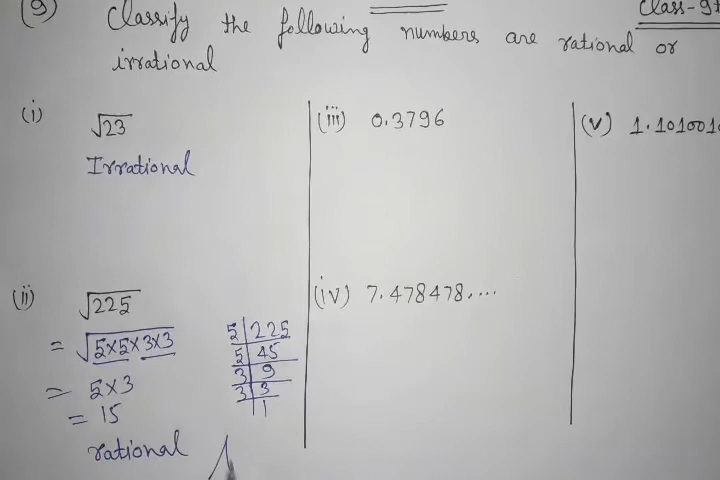 (9) Classify the following numbers are rational or
irrational
Class-9t
(i) √23
Irrational
(ii) √225
= √5×5×3×3
= 5×3
= 15
rational
5 225
5 45
3 9
3 3
1
(iii) 0.3796
(iv) 7.478478....
(v) 1.101001